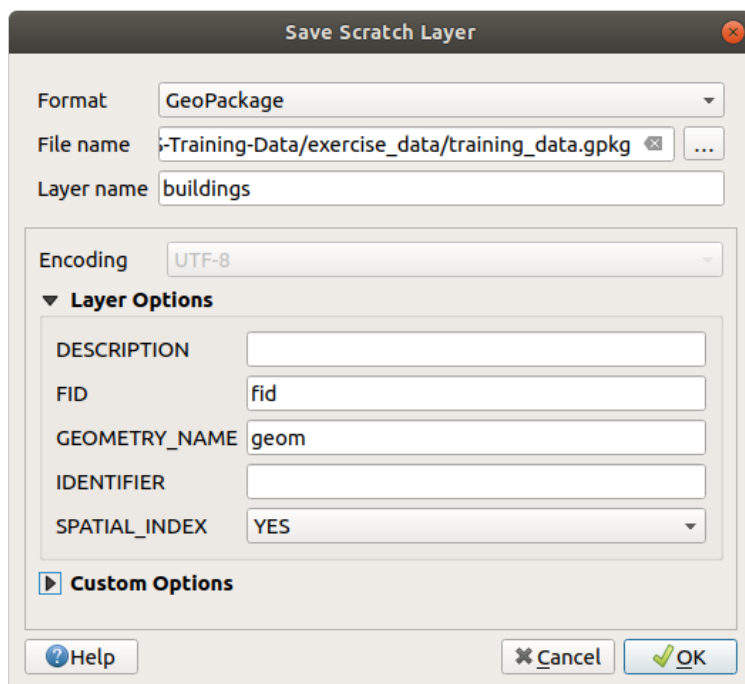 Save Scratch Layer
Format GeoPackage
File name -Training-Data/exercise_data/training_data.gpkg ...
Layer name buildings
Encoding UTF-8
Layer Options
DESCRIPTION
FID fid
GEOMETRY_NAME geom
IDENTIFIER
SPATIAL_INDEX YES
Custom Options
Help Cancel OK